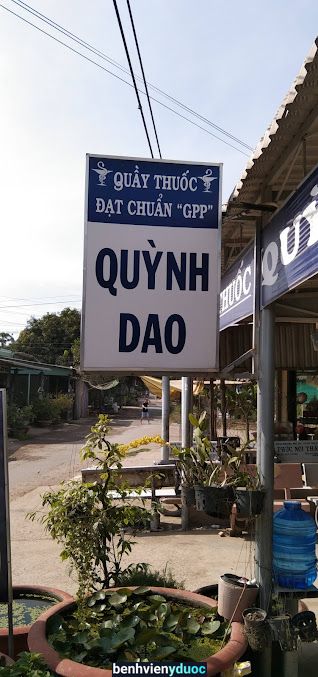 QUẦY THUỐC
ĐẠT CHUẨN "GPP"
QUỲNH
DAO
THUỐC
QUỲ
benhvienyduoc